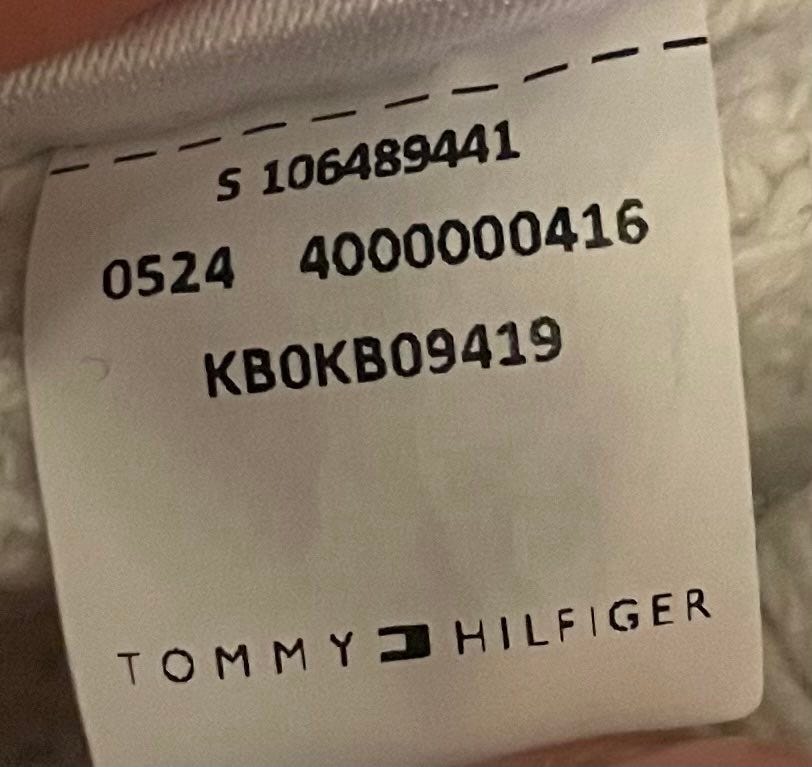 S 106489441
0524 4000000416
KB0KB09419
TOMMY HILFIGER